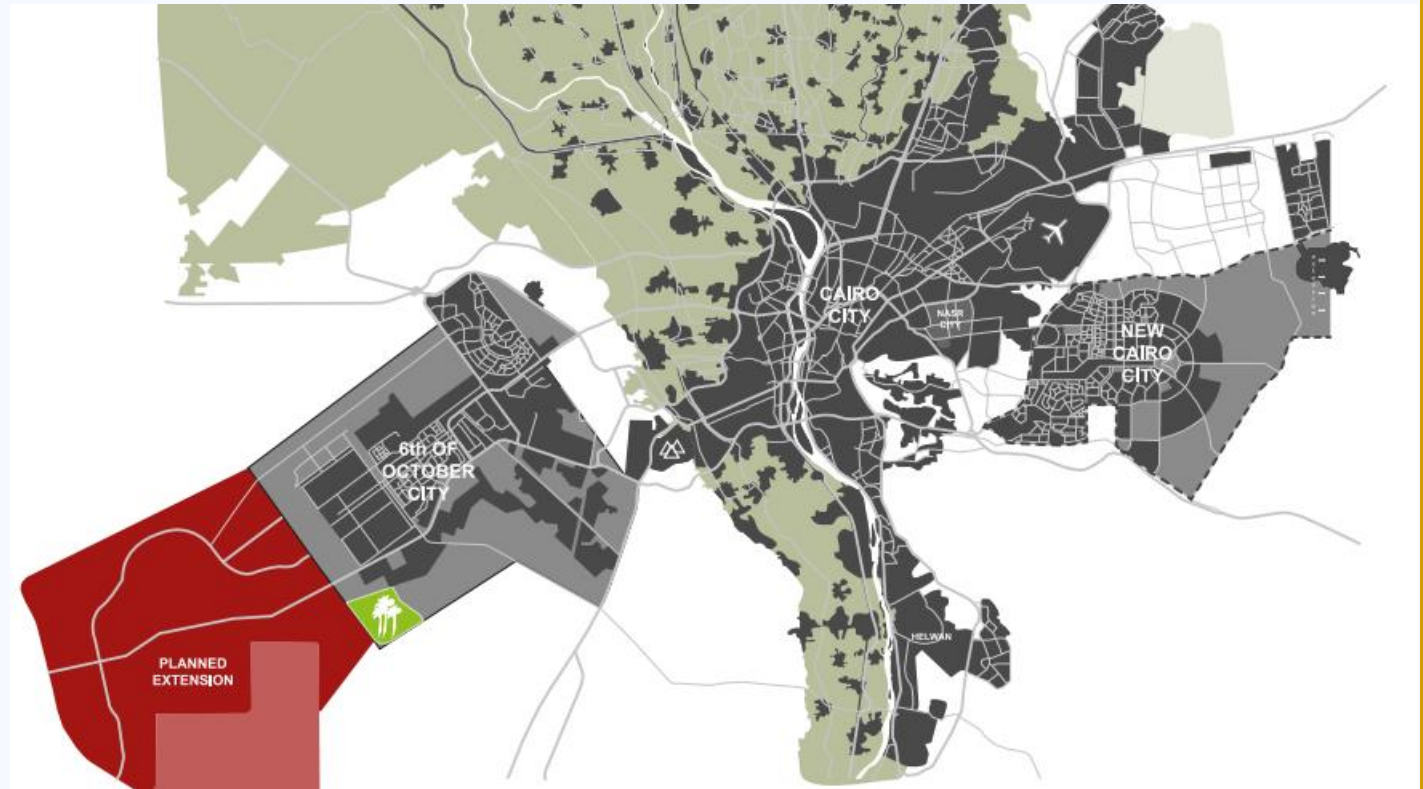 CAIRO
CITY
NASR
CITY
NEW
CAIRO
CITY
6th OF
OCTOBER
CITY
HELWAN
PLANNED
EXTENSION